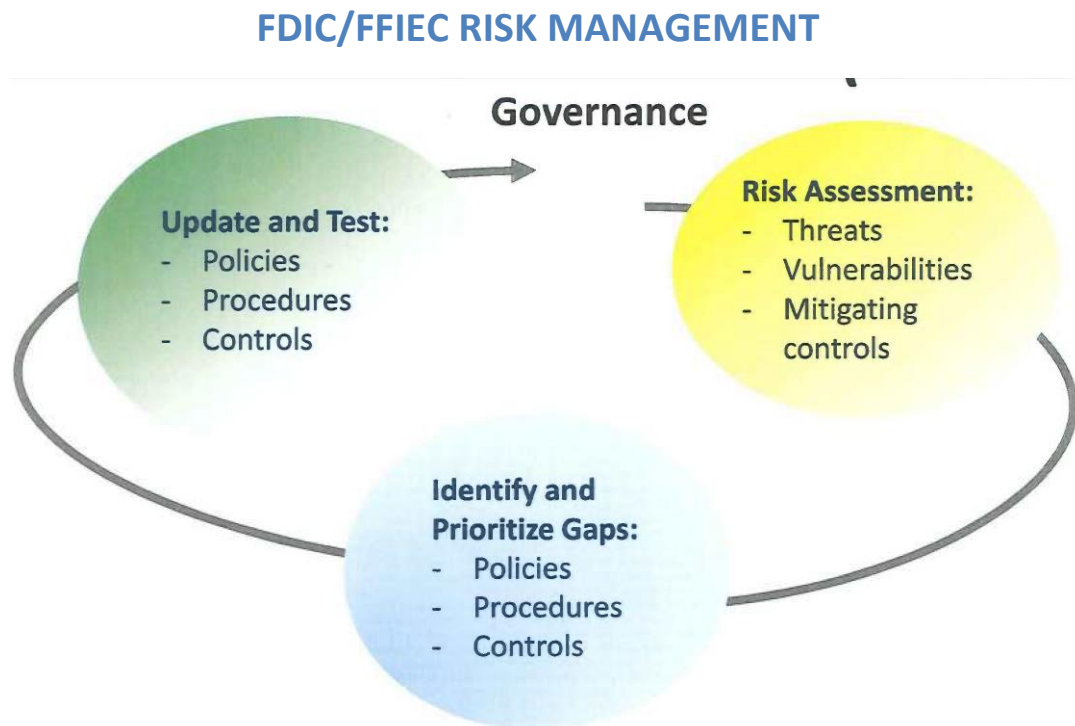 FDIC/FFIEC RISK MANAGEMENT
Governance
Update and Test:
- Policies
- Procedures
- Controls
Risk Assessment:
- Threats
- Vulnerabilities
- Mitigating
controls
Identify and
Prioritize Gaps:
- Policies
- Procedures
- Controls